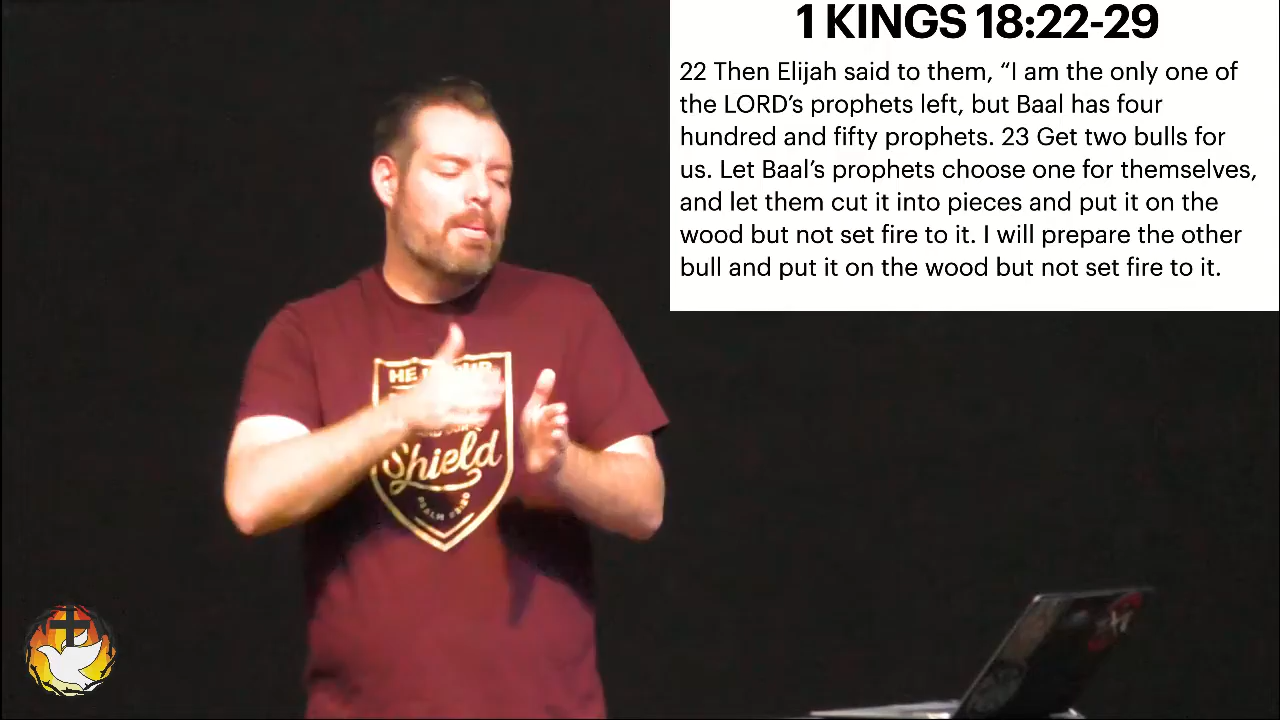 1 KINGS 18:22-29
22 Then Elijah said to them, “I am the only one of
the LORD’s prophets left, but Baal has four
hundred and fifty prophets. 23 Get two bulls for
us. Let Baal’s prophets choose one for themselves,
and let them cut it into pieces and put it on the
wood but not set fire to it. I will prepare the other
bull and put it on the wood but not set fire to it.
HE
Shield
PSALM